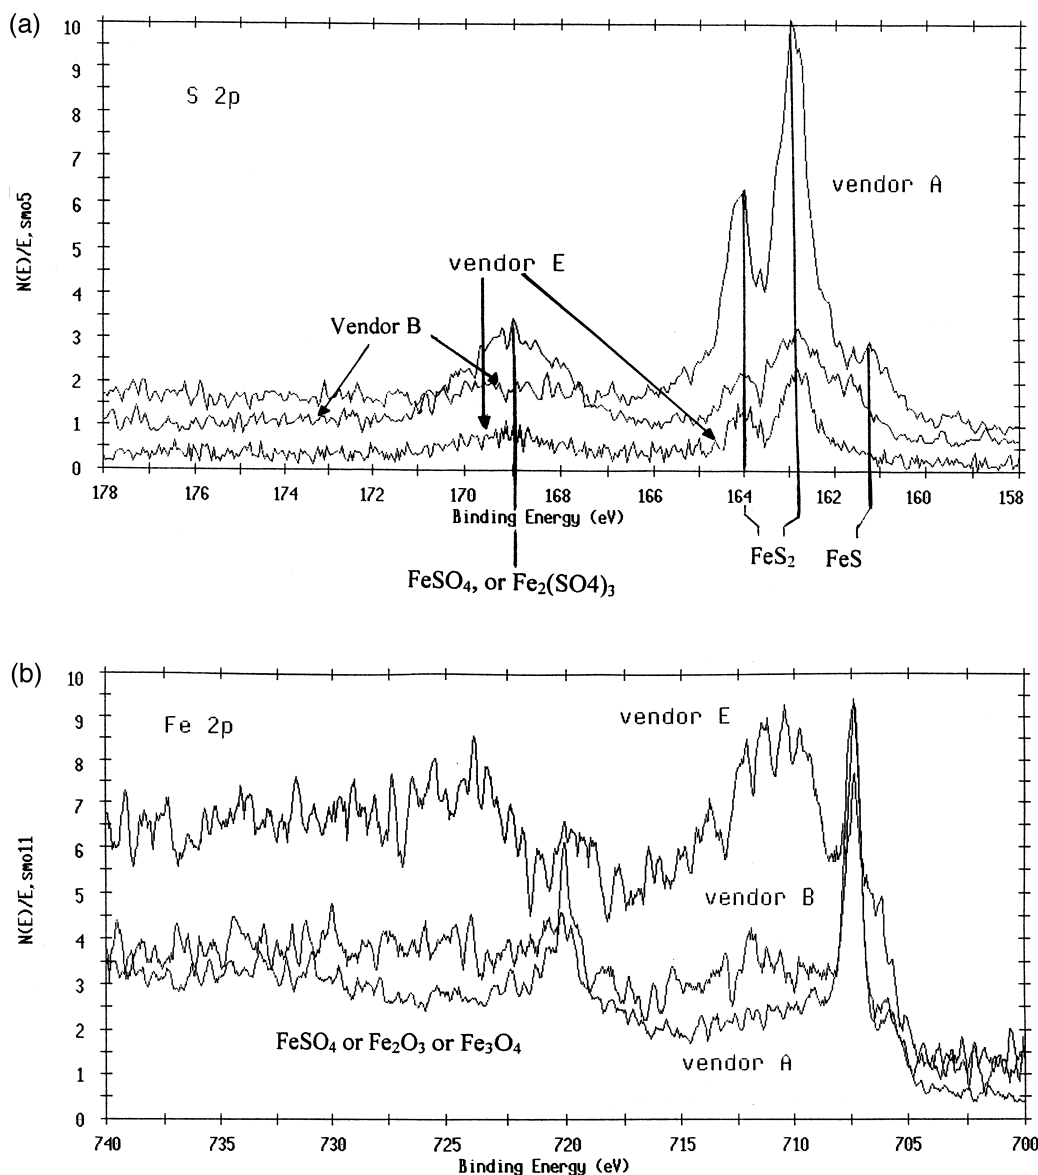 (a)
10
9
8
7
6
5
4
3
2
1
0
N(E)/E, smo5
S 2p
vendor A
vendor E
Vendor B
178 176 174 172 170 168 166 164 162 160 158
Binding Energy (eV)
FeS2
FeS
FeSO4, or Fe2(SO4)3
(b)
10
9
8
7
6
5
4
3
2
1
0
N(E)/E, smo11
Fe 2p
vendor E
vendor B
FeSO4 or Fe2O3 or Fe3O4
vendor A
740 735 730 725 720 715 710 705 700
Binding Energy (eV)